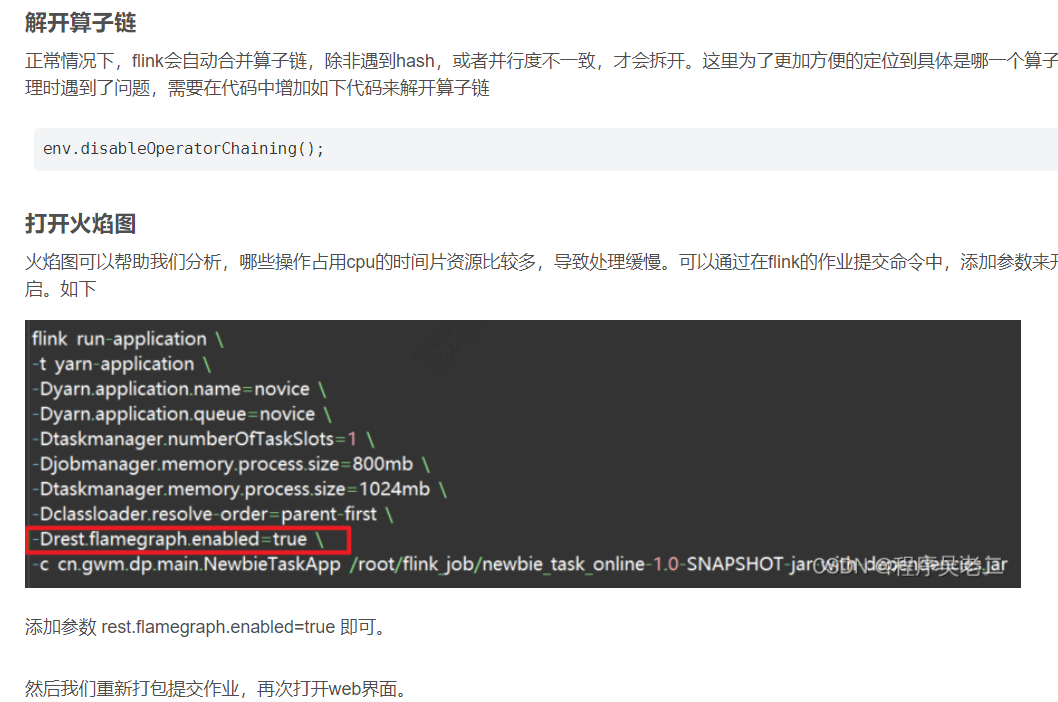 解开算子链
正常情况下，flink会自动合并算子链，除非遇到hash，或者并行度不一致，才会拆开。这里为了更加方便的定位到具体是哪一个算子
理时遇到了问题，需要在代码中增加如下代码来解开算子链
env.disableOperatorChaining();
打开火焰图
火焰图可以帮助我们分析，哪些操作占用cpu的时间片资源比较多，导致处理缓慢。可以通过在flink的作业提交命令中，添加参数来开
启。如下
flink run-application \
-t yarn-application \
-Dyarn.application.name=novice \
-Dyarn.application.queue=novice \
-Dtaskmanager.numberOfTaskSlots=1 \
-Djobmanager.memory.process.size=800mb \
-Dtaskmanager.memory.process.size=1024mb \
-Dclassloader.resolve-order=parent-first \
-Drest.flamegraph.enabled=true \
-c cn.gwm.dp.main.NewbieTaskApp /root/flink_job/newbie_task_online-1.0-SNAPSHOT-jar-with-dependencies.jar
CSDN @程序吴老二
添加参数 rest.flamegraph.enabled=true 即可。
然后我们重新打包提交作业，再次打开web界面。